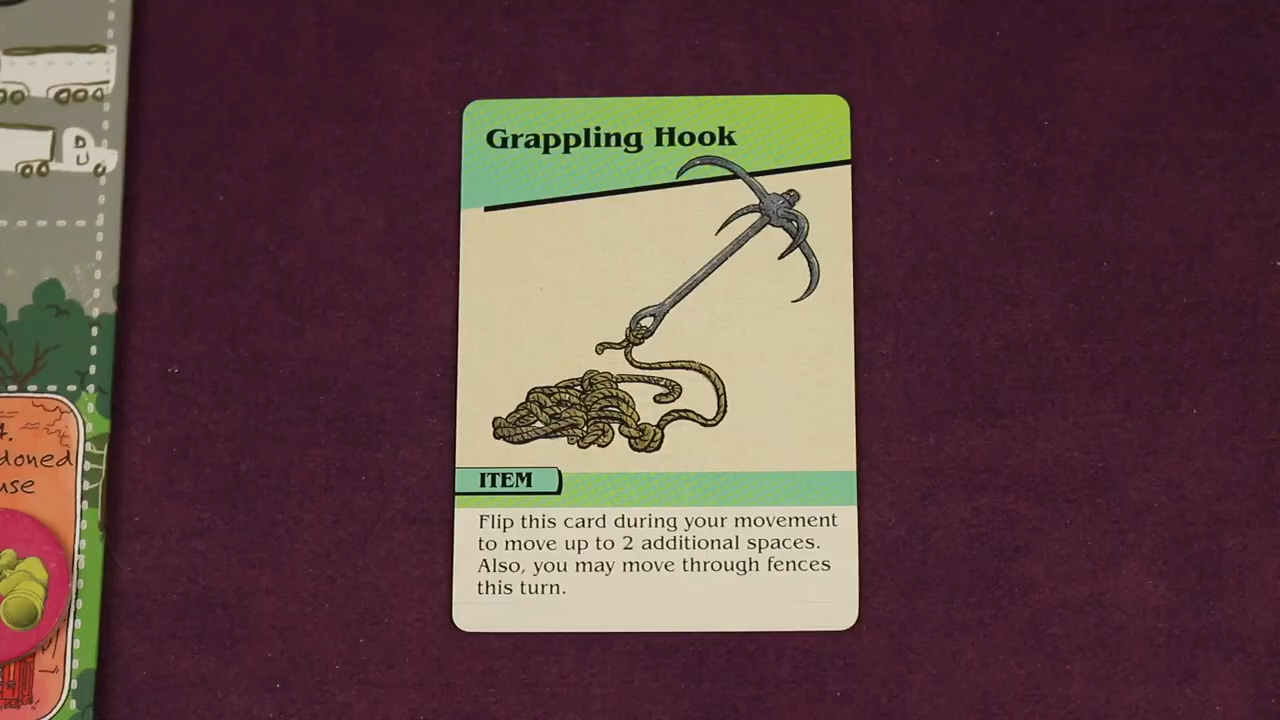 Grappling Hook
ITEM
Flip this card during your movement
to move up to 2 additional spaces.
Also, you may move through fences
this turn.